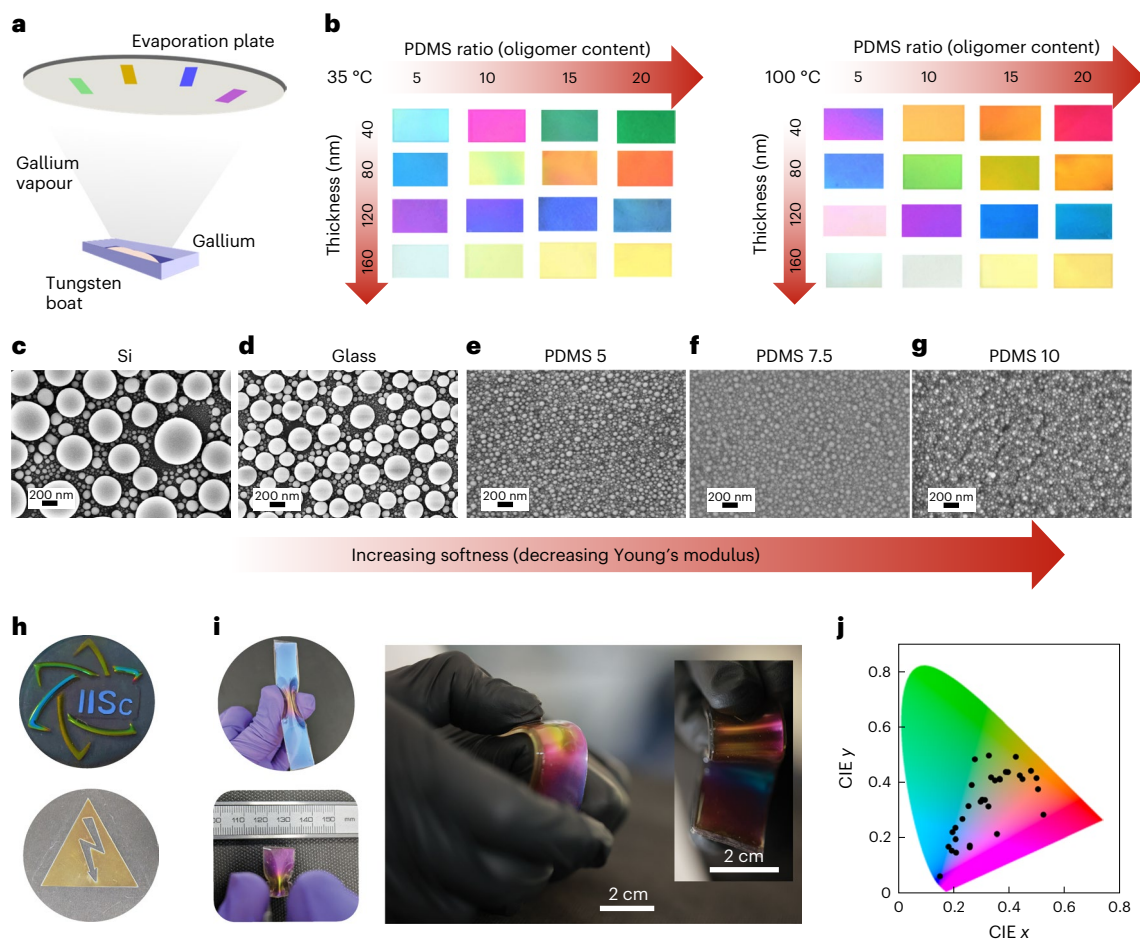 a
Evaporation plate
Gallium
vapour
Gallium
Tungsten
boat
b
PDMS ratio (oligomer content)
35 °C
5 10 15 20
Thickness (nm)
40
80
120
160
PDMS ratio (oligomer content)
100 °C
5 10 15 20
Thickness (nm)
40
80
120
160
c
Si
200 nm
d
Glass
200 nm
e
PDMS 5
200 nm
f
PDMS 7.5
200 nm
g
PDMS 10
200 nm
Increasing softness (decreasing Young's modulus)
h
IISc
i
100 110 120 130 140 150 mm
2 cm
2 cm
j
CIE y
0.8
0.6
0.4
0.2
0
0 0.2 0.4 0.6 0.8
CIE x